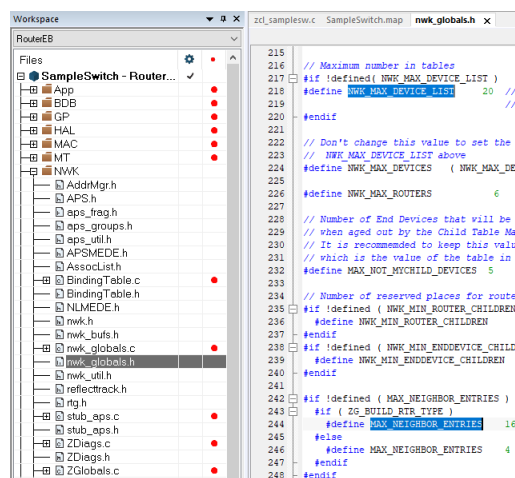 Workspace
RouterEB
Files
SampleSwitch - Router...
App
BDB
GP
HAL
MAC
MT
NWK
AddrMgr.h
APS.h
aps_frag.h
aps_groups.h
aps_util.h
APSMEDE.h
AssocList.h
BindingTable.c
BindingTable.h
NLMEDE.h
nwk.h
nwk_bufs.h
nwk_globals.c
nwk_globals.h
nwk_util.h
reflecttrack.h
rtg.h
stub_aps.c
stub_aps.h
ZDiags.c
ZDiags.h
ZGlobals.c
zcl_samplesw.c SampleSwitch.map nwk_globals.h x
215
216 // Maximum number in tables
217 #if !defined( NWK_MAX_DEVICE_LIST )
218 #define NWK_MAX_DEVICE_LIST 20 //
219 //
220 #endif
221
222 // Don't change this value to set the
223 // NWK_MAX_DEVICE_LIST above
224 #define NWK_MAX_DEVICES ( NWK_MAX_DE
225
226 #define NWK_MAX_ROUTERS 6
227
228 // Number of End Devices that will be
229 // when aged out by the Child Table Ma
230 // It is recommemded to keep this valu
231 // which is the value of the table in
232 #define MAX_NOT_MYCHILD_DEVICES 5
233
234 // Number of reserved places for route
235 #if !defined ( NWK_MIN_ROUTER_CHILDREN
236 #define NWK_MIN_ROUTER_CHILDREN
237 #endif
238 #if !defined ( NWK_MIN_ENDDEVICE_CHILD
239 #define NWK_MIN_ENDDEVICE_CHILDREN
240 #endif
241
242 #if !defined ( MAX_NEIGHBOR_ENTRIES )
243 #if ( ZG_BUILD_RTR_TYPE )
244 #define MAX_NEIGHBOR_ENTRIES 16
245 #else
246 #define MAX_NEIGHBOR_ENTRIES 4
247 #endif
248 #endif